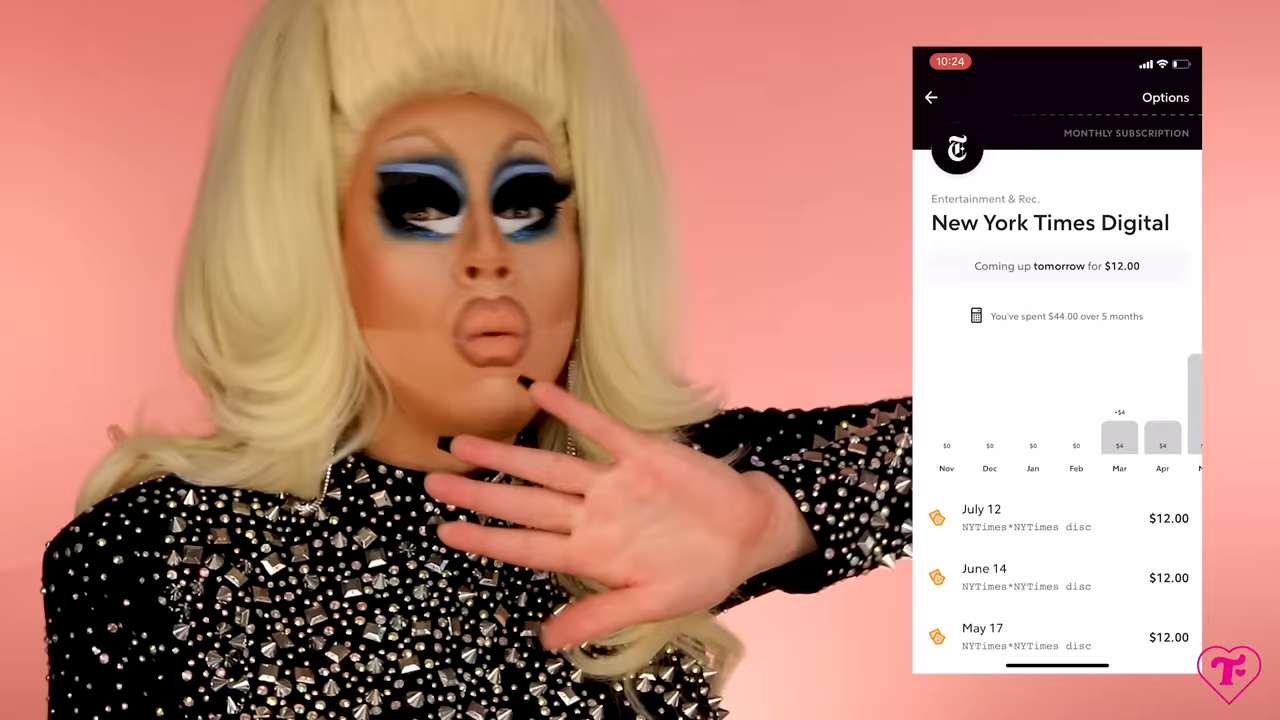 10:24
Options
MONTHLY SUBSCRIPTION
T
Entertainment & Rec.
New York Times Digital
Coming up tomorrow for $12.00
You've spent $44.00 over 5 months
+$4
$0 $0 $0 $0 $4 $4
Nov Dec Jan Feb Mar Apr
July 12
$12.00
NYTimes*NYTimes disc
June 14
$12.00
NYTimes*NYTimes disc
May 17
$12.00
NYTimes*NYTimes disc
T